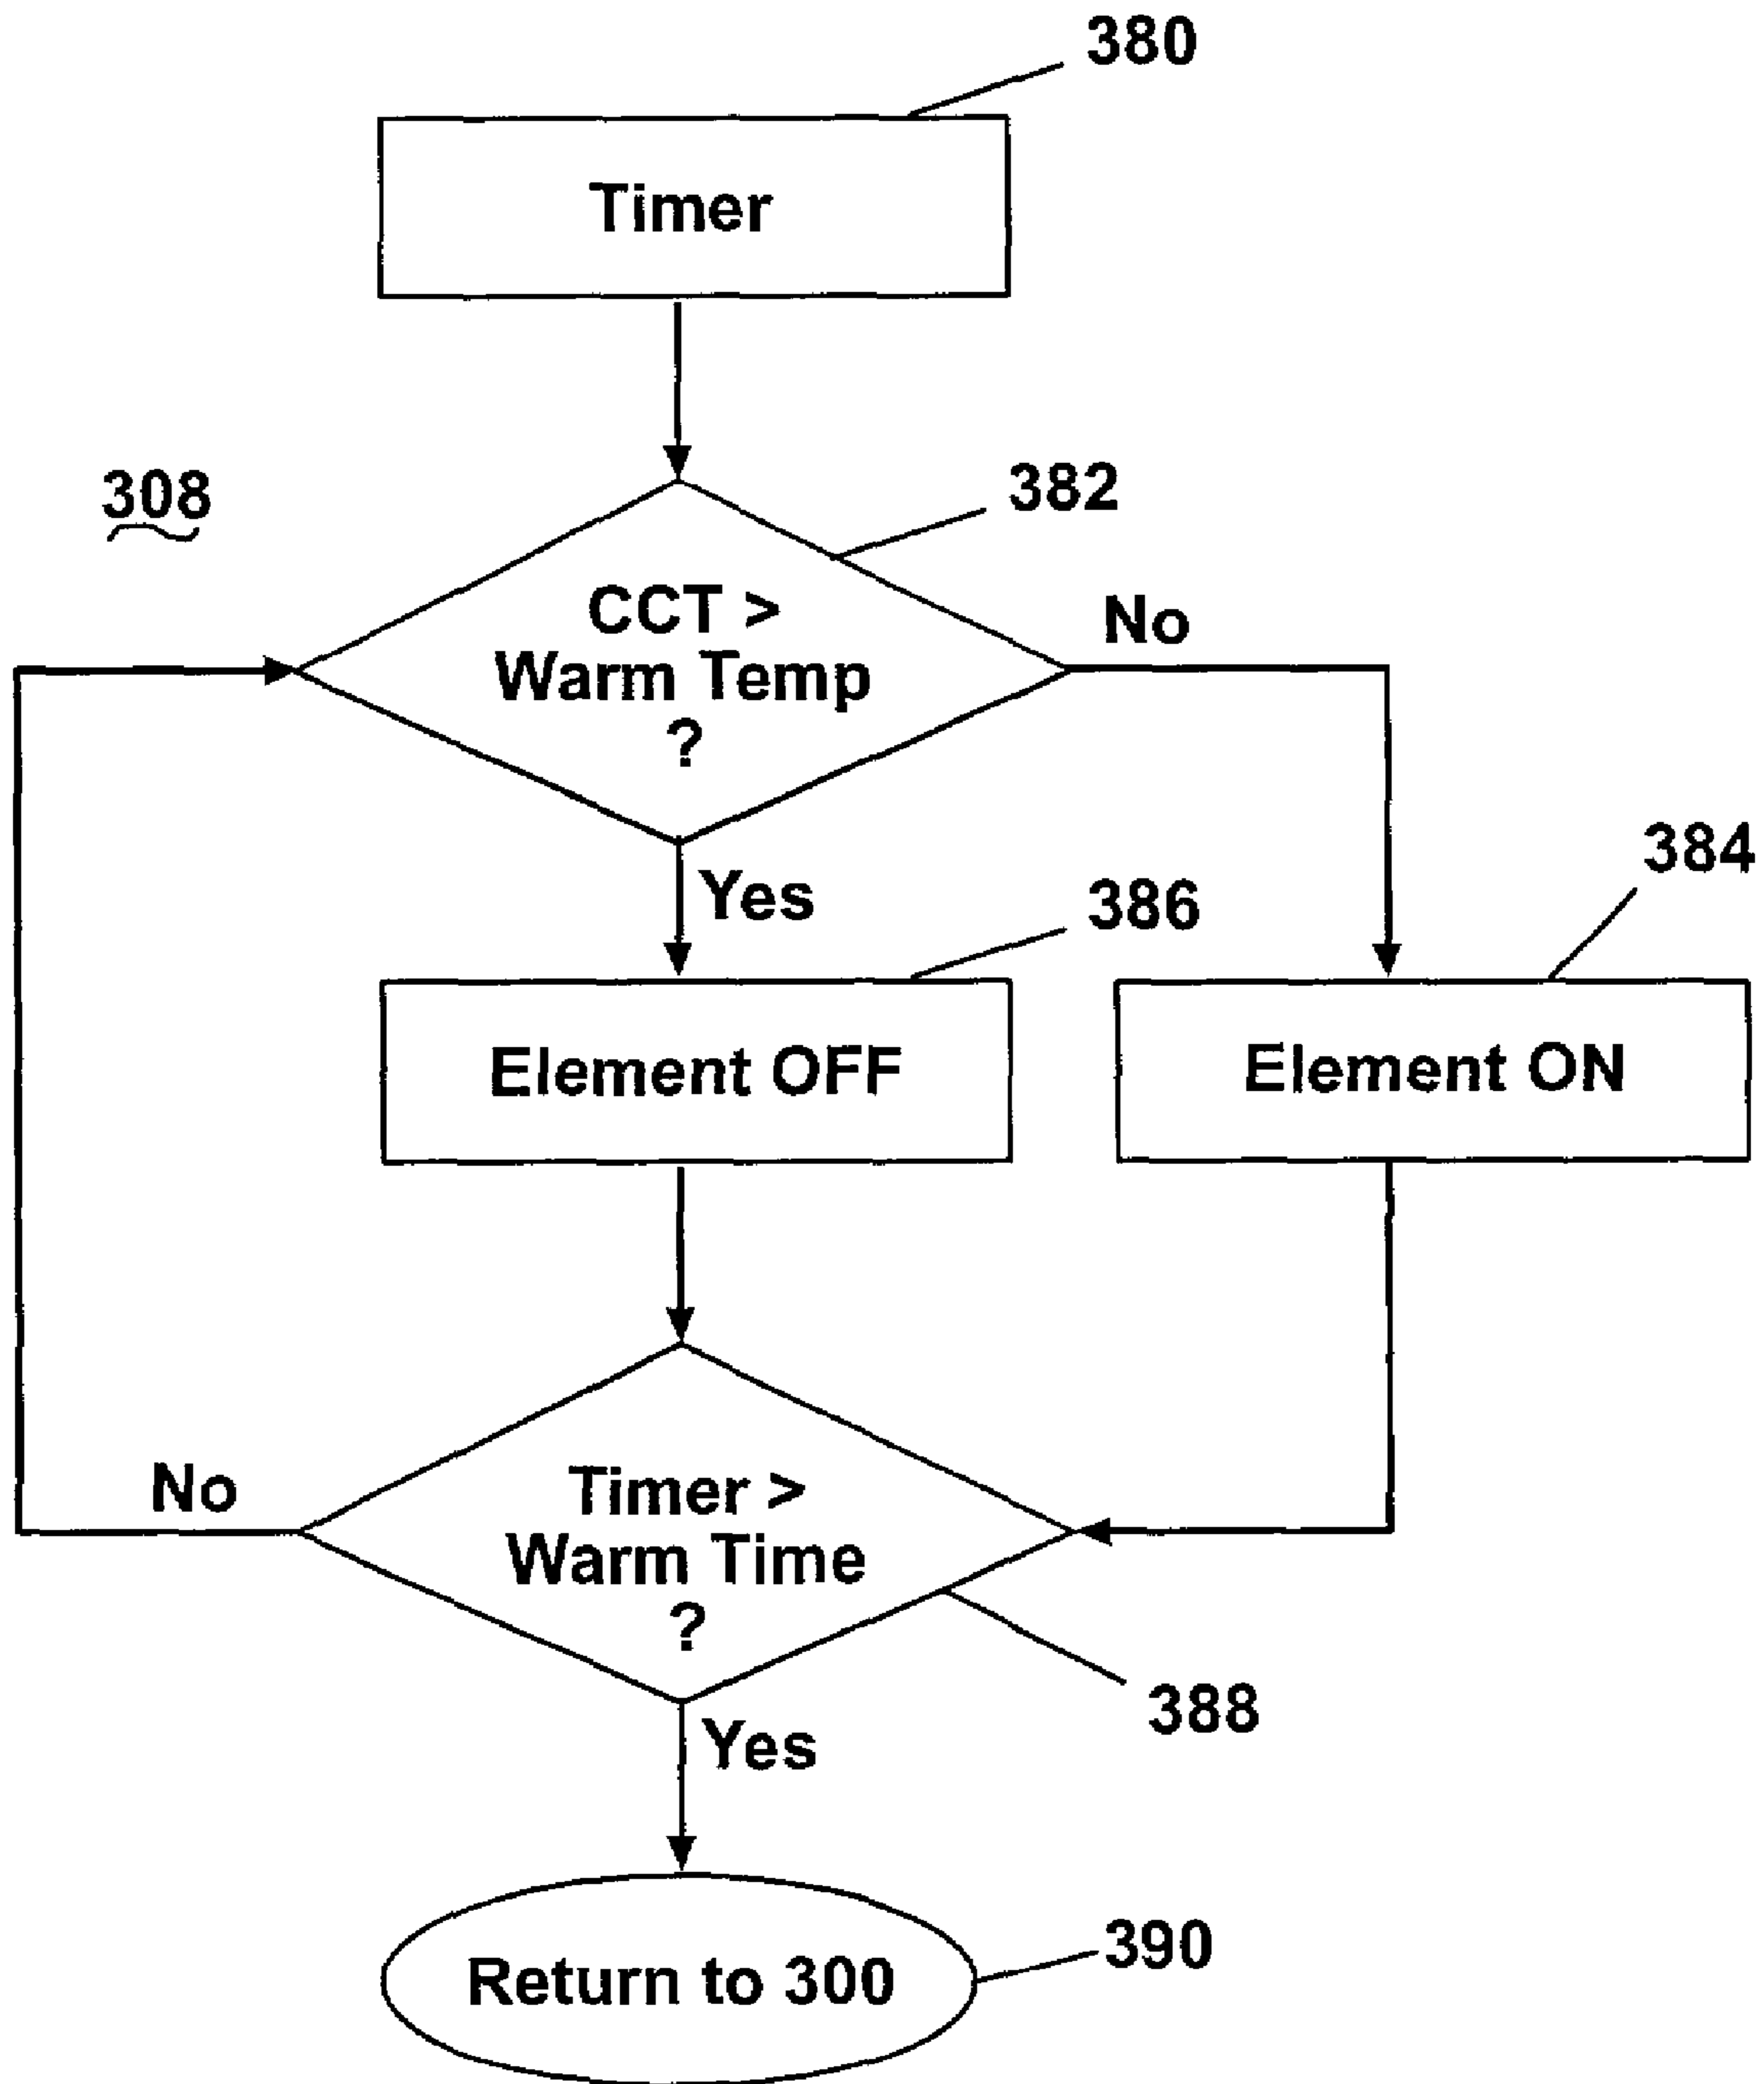 380
Timer
308
382
CCT >
Warm Temp
?
No
Yes
386
384
Element OFF
Element ON
No
Timer >
Warm Time
?
388
Yes
Return to 300
390